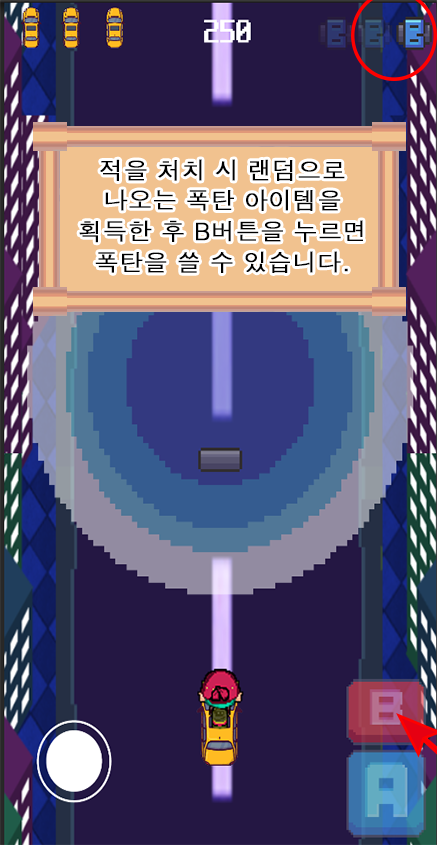 250
B B B
적을 처치 시 랜덤으로
나오는 폭탄 아이템을
획득한 후 B버튼을 누르면
폭탄을 쓸 수 있습니다.
B
A